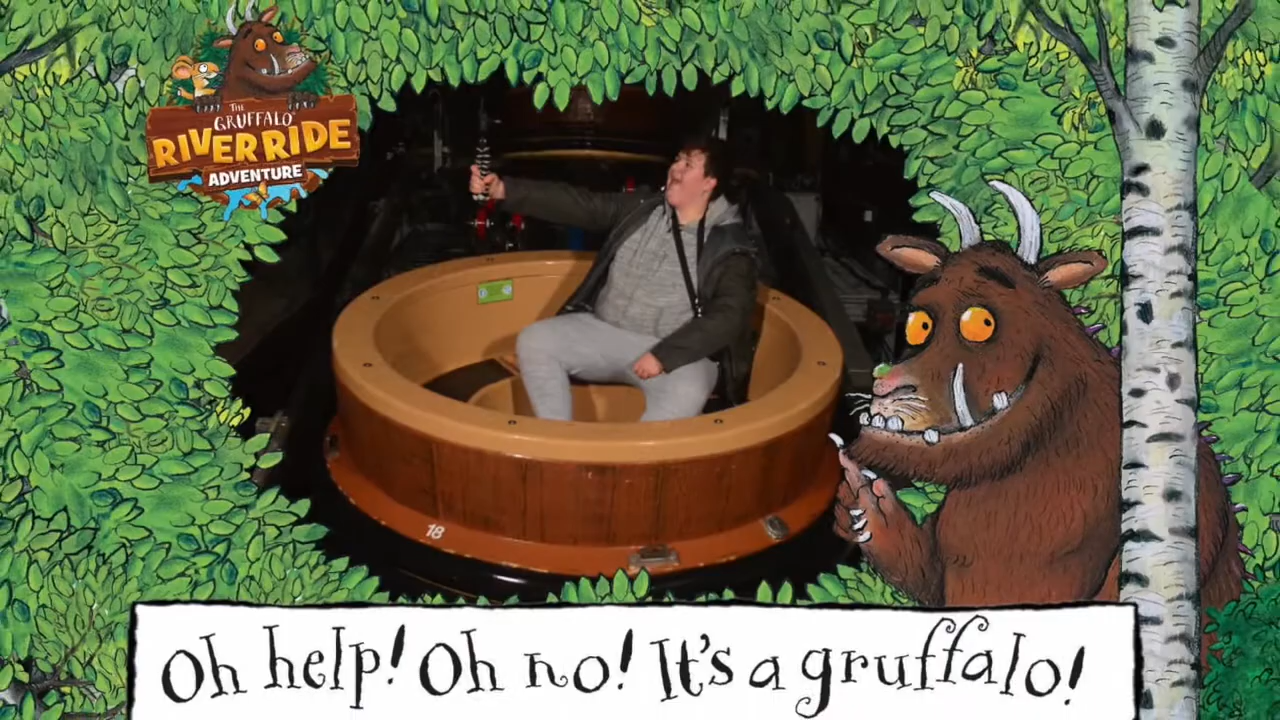 THE
GRUFFALO
RIVER RIDE
ADVENTURE
18
Oh help! Oh no! It's a gruffalo!